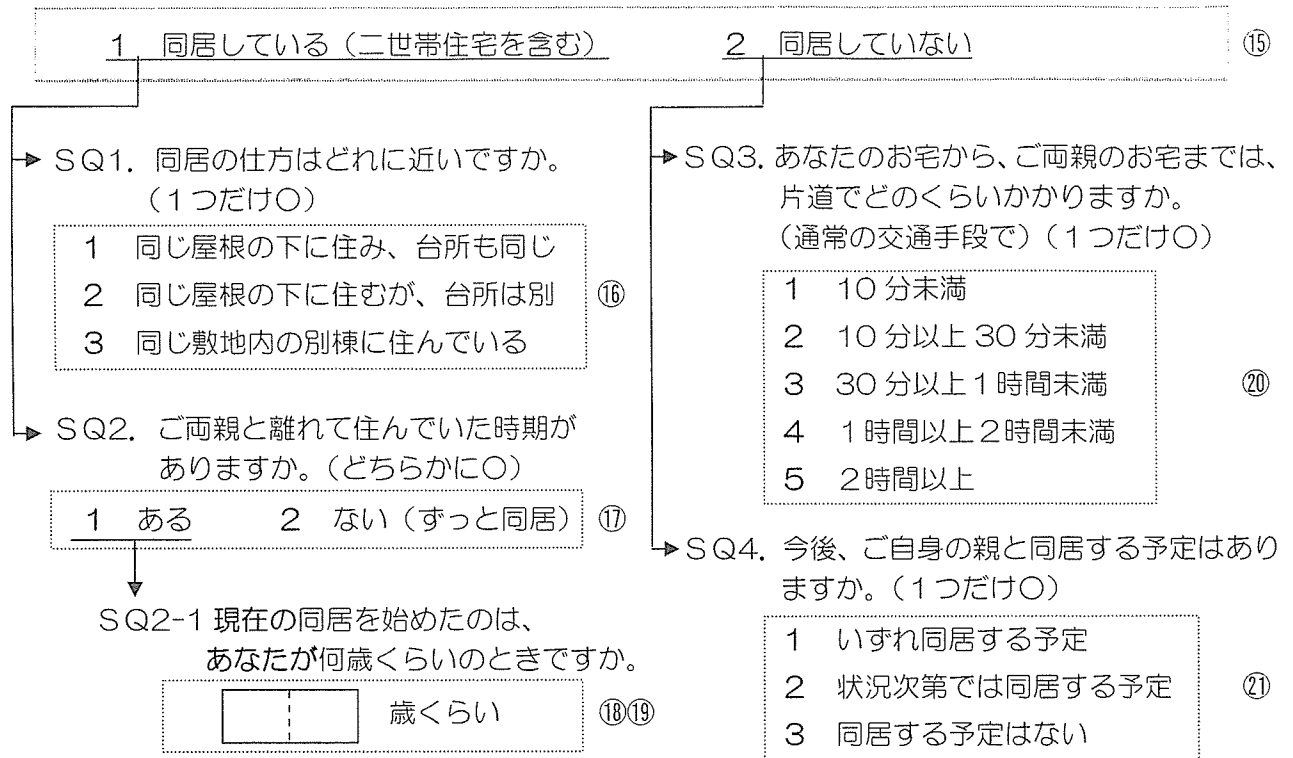 1 同居している(二世帯住宅を含む) 2 同居していない ⑮
SQ1. 同居の仕方はどれに近いですか。
(1つだけ○)
1 同じ屋根の下に住み、台所も同じ
2 同じ屋根の下に住むが、台所は別 ⑯
3 同じ敷地内の別棟に住んでいる
SQ2. ご両親と離れて住んでいた時期が
ありますか。(どちらかに○)
1 ある 2 ない(ずっと同居) ⑰
SQ2-1 現在の同居を始めたのは、
あなたが何歳くらいのときですか。
歳くらい ⑱⑲
SQ3. あなたのお宅から、ご両親のお宅までは、
片道でどのくらいかかりますか。
(通常の交通手段で)(1つだけ○)
1 10分未満
2 10分以上30分未満
3 30分以上1時間未満 ⑳
4 1時間以上2時間未満
5 2時間以上
SQ4. 今後、ご自身の親と同居する予定はあり
ますか。(1つだけ○)
1 いずれ同居する予定
2 状況次第では同居する予定 ㉑
3 同居する予定はない